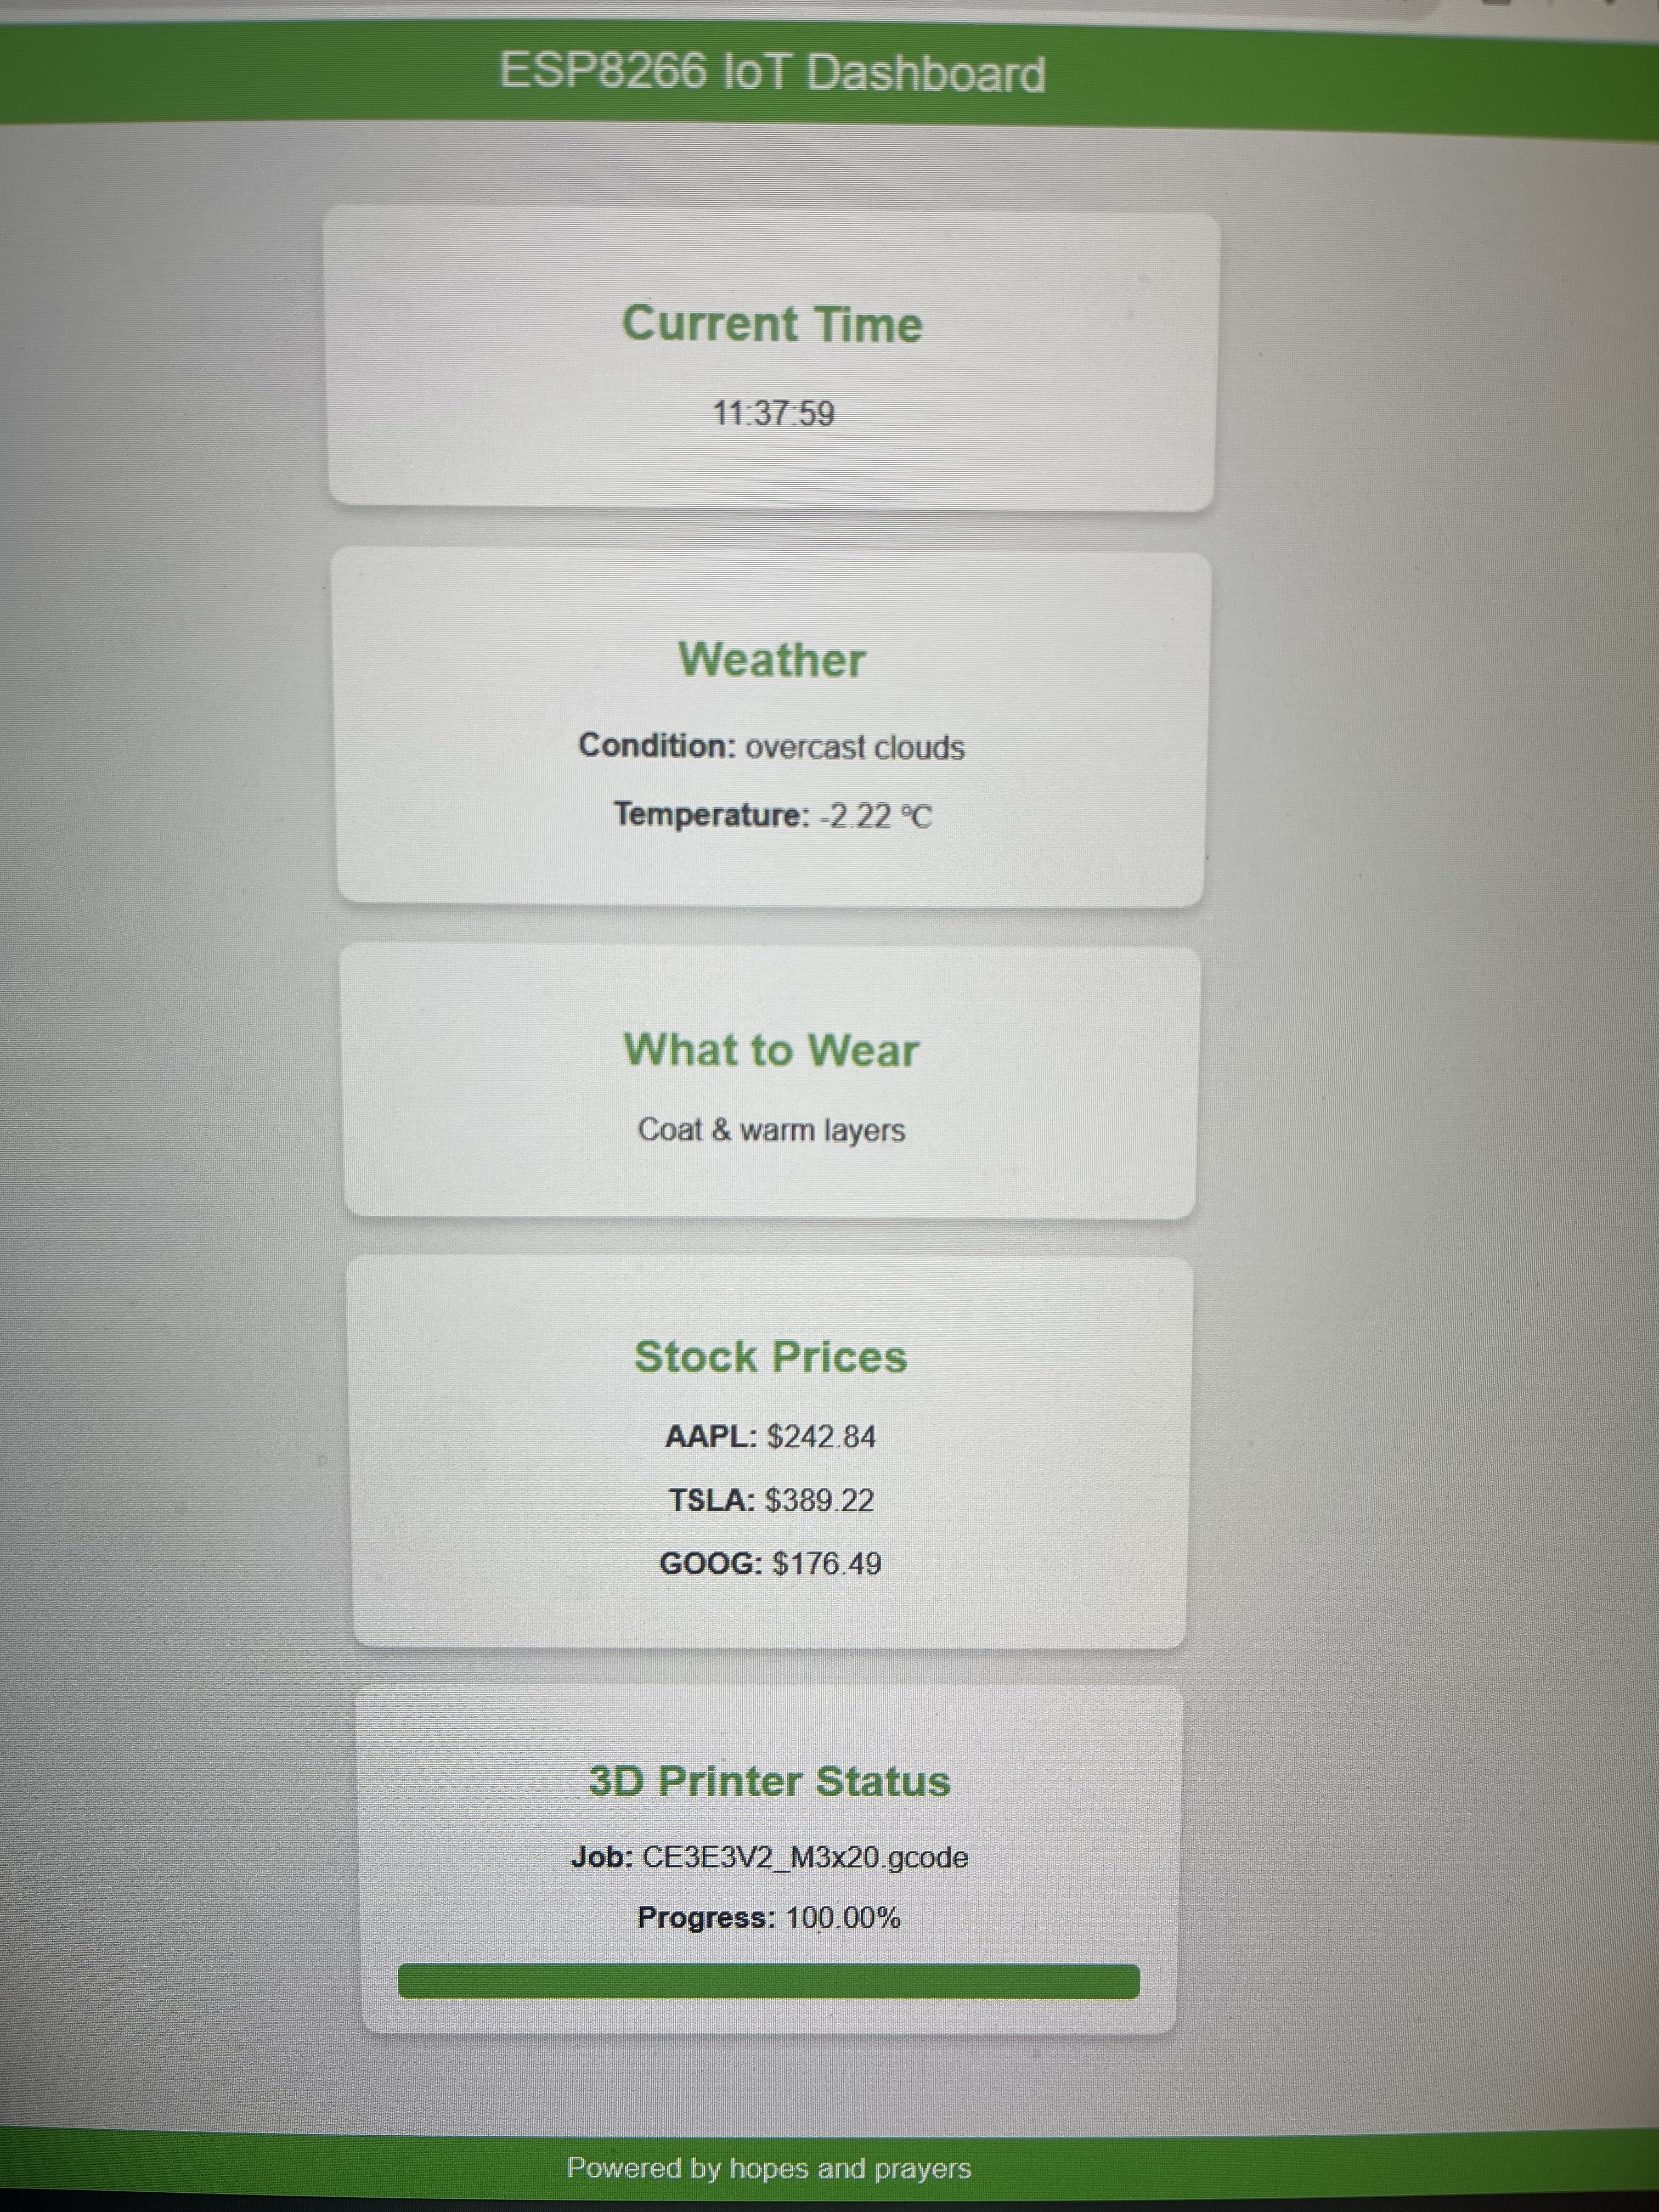 ESP8266 IoT Dashboard
Current Time
11:37:59
Weather
Condition: overcast clouds
Temperature: -2.22 °C
What to Wear
Coat & warm layers
Stock Prices
AAPL: $242.84
TSLA: $389.22
GOOG: $176.49
3D Printer Status
Job: CE3E3V2_M3x20.gcode
Progress: 100.00%
Powered by hopes and prayers